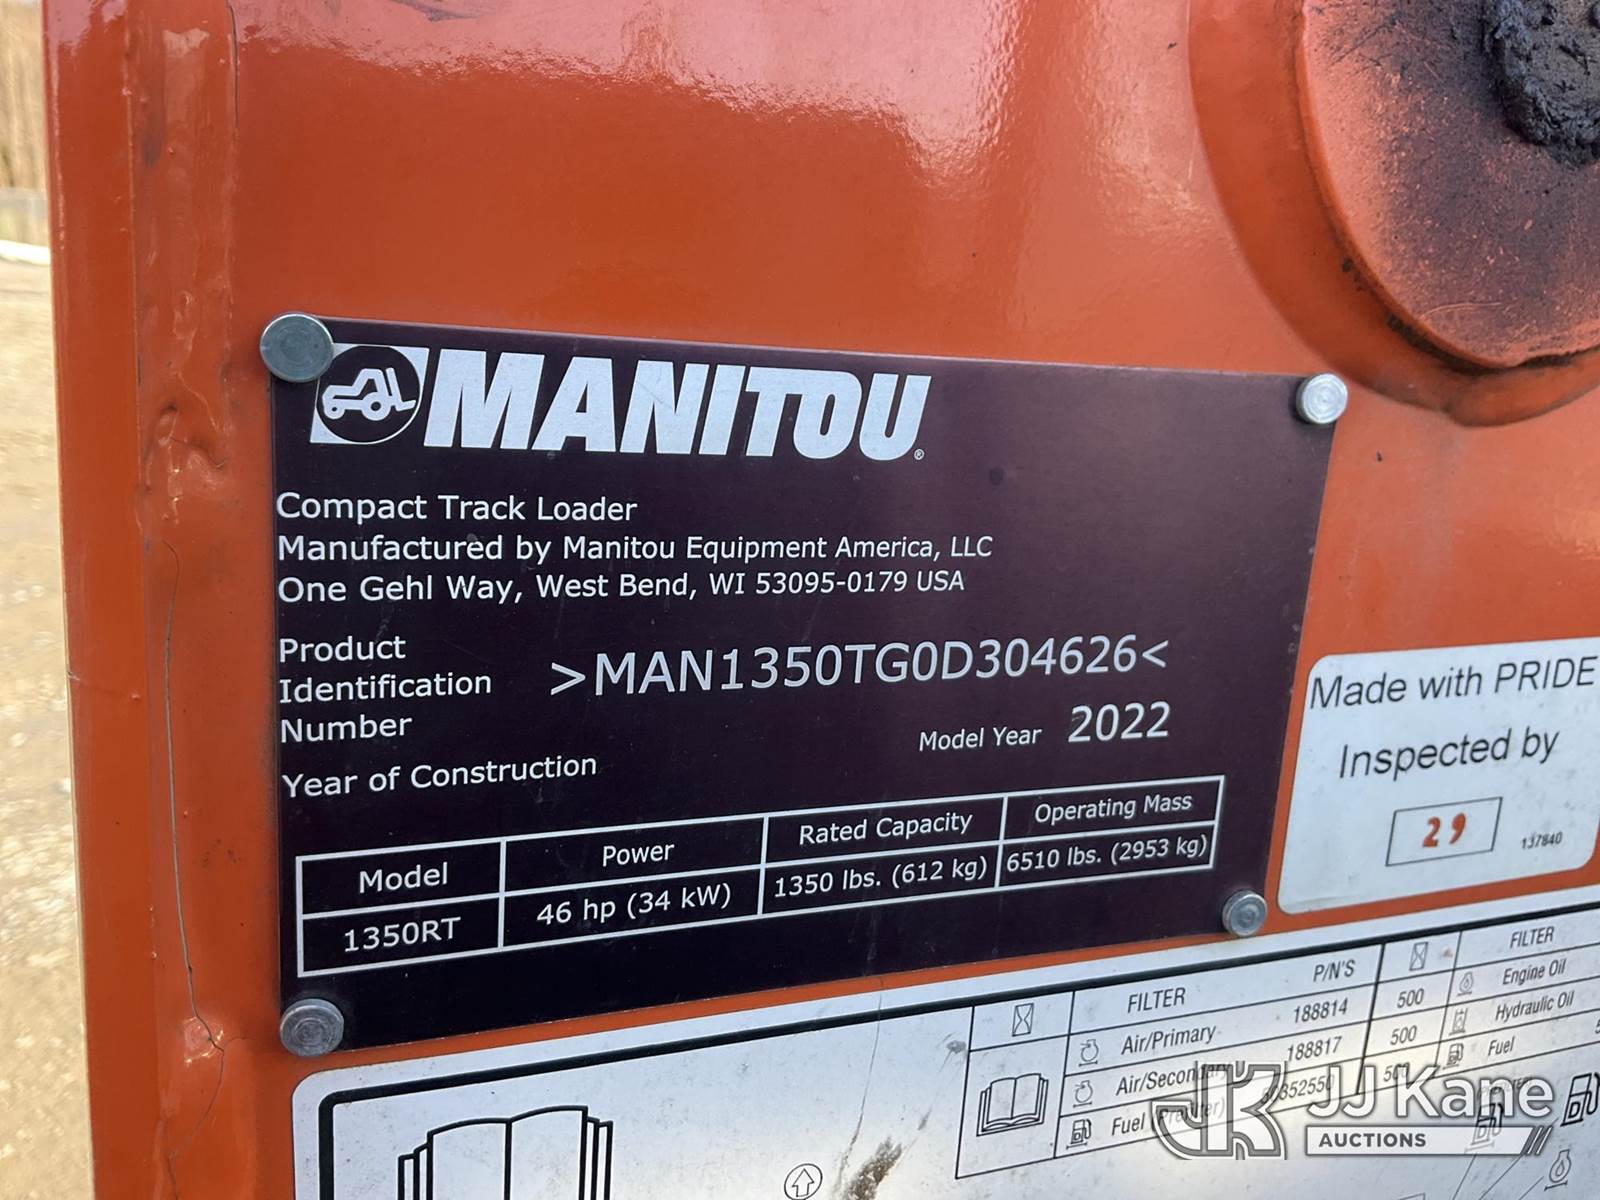 MANITOU®
Compact Track Loader
Manufactured by Manitou Equipment America, LLC
One Gehl Way, West Bend, WI 53095-0179 USA
Product
Identification
Number
>MAN1350TG0D304626<
Model Year 2022
Year of Construction
Model Power Rated Capacity Operating Mass
1350RT 46 hp (34 kW) 1350 lbs. (612 kg) 6510 lbs. (2953 kg)
Made with PRIDE
Inspected by
29
137840
FILTER P/N'S
Air/Primary 188814 500
Air/Secondary 188817 500
Fuel
FILTER
Engine Oil
Hydraulic Oil
Fuel
JJ Kane
AUCTIONS